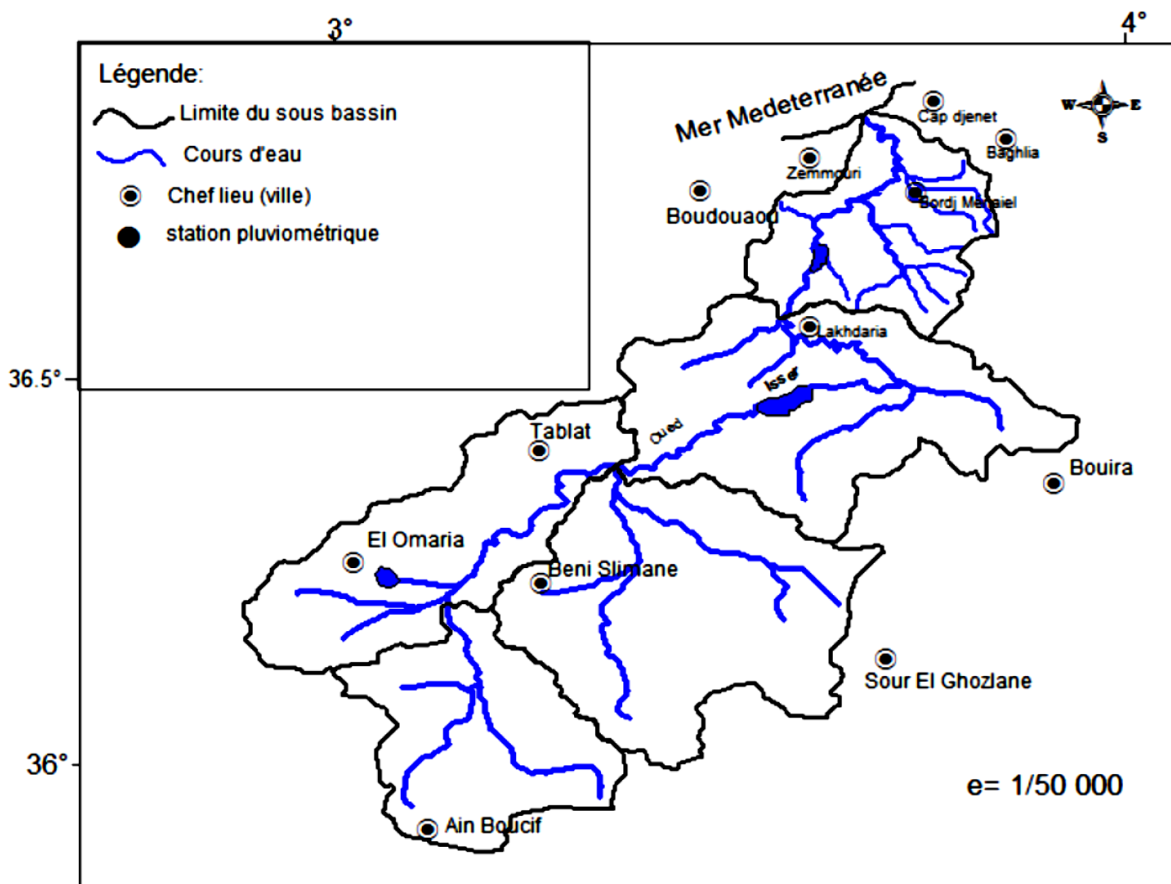 3°
4°
Légende:
Limite du sous bassin
Cours d'eau
Chef lieu (ville)
station pluviométrique
Mer Medeterranée
Cap djenet
W E
S
Baghlia
Zemmouri
Boudouaou
Bordj Menaiel
Lakhdaria
36.5°
Isser
Oued
Tablat
Bouira
El Omaria
Beni Slimane
Sour El Ghozlane
36°
e= 1/50 000
Ain Boucif